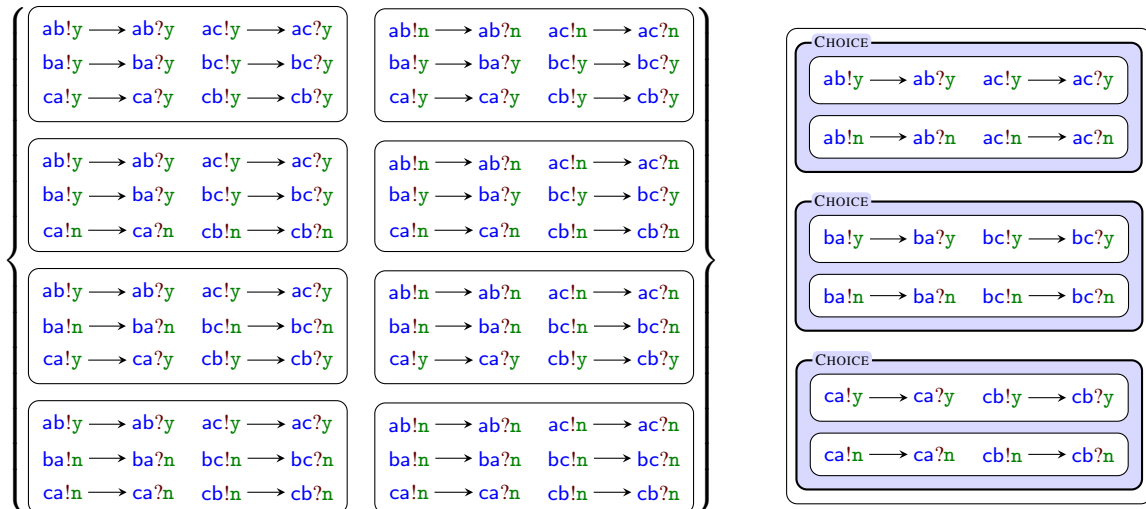 ab!y ⟶ ab?y ac!y ⟶ ac?y
ba!y ⟶ ba?y bc!y ⟶ bc?y
ca!y ⟶ ca?y cb!y ⟶ cb?y
ab!n ⟶ ab?n ac!n ⟶ ac?n
ba!y ⟶ ba?y bc!y ⟶ bc?y
ca!y ⟶ ca?y cb!y ⟶ cb?y
ab!y ⟶ ab?y ac!y ⟶ ac?y
ba!y ⟶ ba?y bc!y ⟶ bc?y
ca!n ⟶ ca?n cb!n ⟶ cb?n
ab!n ⟶ ab?n ac!n ⟶ ac?n
ba!y ⟶ ba?y bc!y ⟶ bc?y
ca!n ⟶ ca?n cb!n ⟶ cb?n
ab!y ⟶ ab?y ac!y ⟶ ac?y
ba!n ⟶ ba?n bc!n ⟶ bc?n
ca!y ⟶ ca?y cb!y ⟶ cb?y
ab!n ⟶ ab?n ac!n ⟶ ac?n
ba!n ⟶ ba?n bc!n ⟶ bc?n
ca!y ⟶ ca?y cb!y ⟶ cb?y
ab!y ⟶ ab?y ac!y ⟶ ac?y
ba!n ⟶ ba?n bc!n ⟶ bc?n
ca!n ⟶ ca?n cb!n ⟶ cb?n
ab!n ⟶ ab?n ac!n ⟶ ac?n
ba!n ⟶ ba?n bc!n ⟶ bc?n
ca!n ⟶ ca?n cb!n ⟶ cb?n
CHOICE
ab!y ⟶ ab?y ac!y ⟶ ac?y
ab!n ⟶ ab?n ac!n ⟶ ac?n
CHOICE
ba!y ⟶ ba?y bc!y ⟶ bc?y
ba!n ⟶ ba?n bc!n ⟶ bc?n
CHOICE
ca!y ⟶ ca?y cb!y ⟶ cb?y
ca!n ⟶ ca?n cb!n ⟶ cb?n